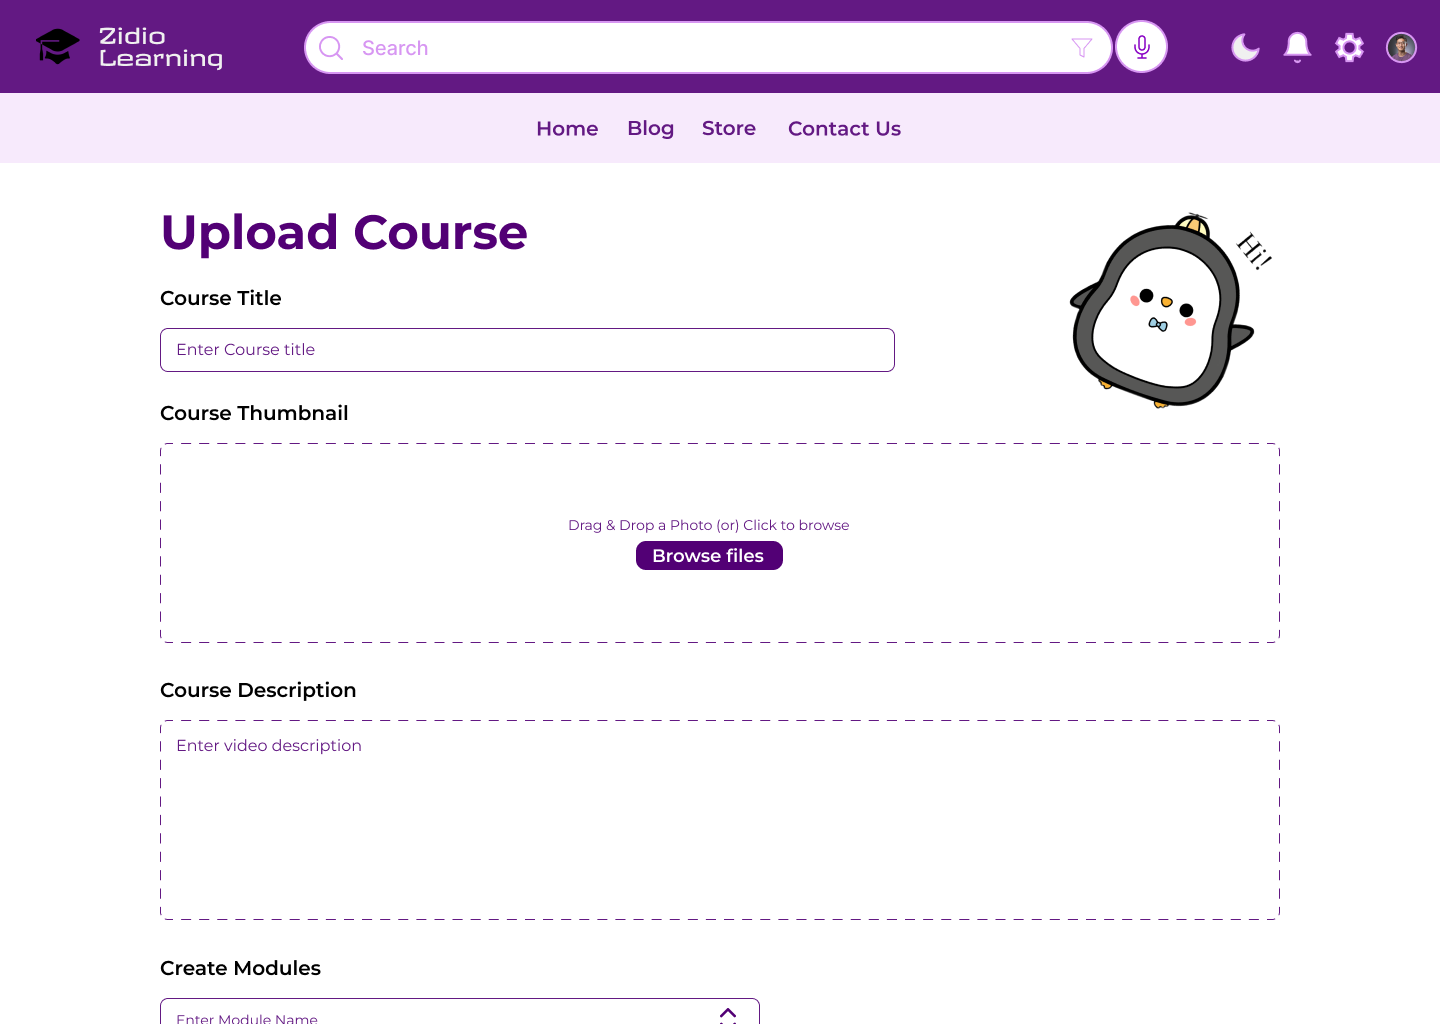 Zidio
Learning
Search
Home Blog Store Contact Us
Upload Course
Hi!
Course Title
Enter Course title
Course Thumbnail
Drag & Drop a Photo (or) Click to browse
Browse files
Course Description
Enter video description
Create Modules
Enter Module Name